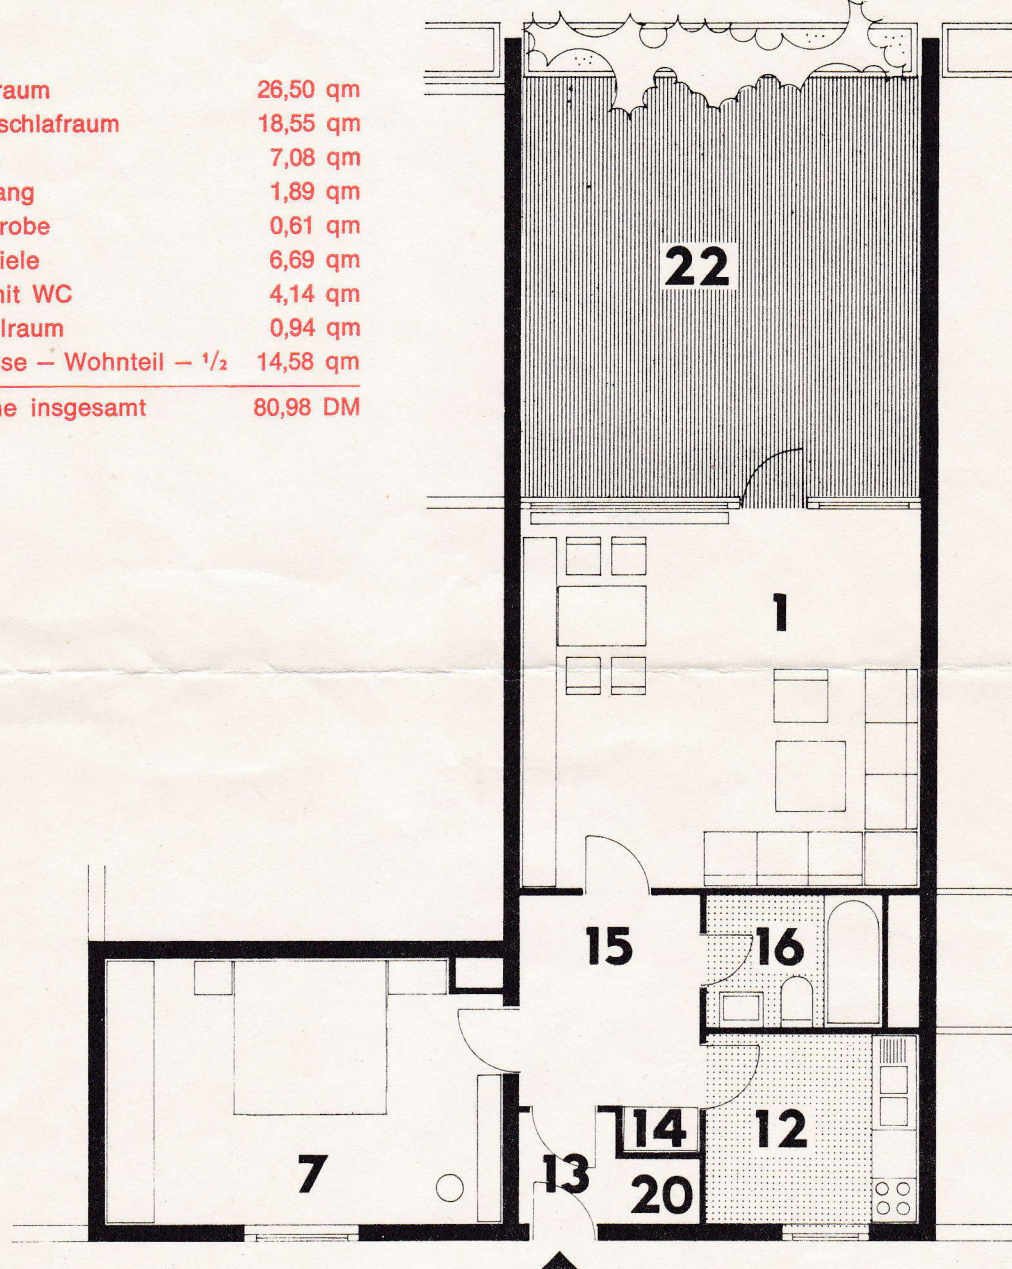 raum 26,50 qm
schlafraum 18,55 qm
7,08 qm
ang 1,89 qm
robe 0,61 qm
iele 6,69 qm
nit WC 4,14 qm
lraum 0,94 qm
se – Wohnteil – ½ 14,58 qm
ne insgesamt 80,98 DM
22
1
15
16
14
12
7
13
20